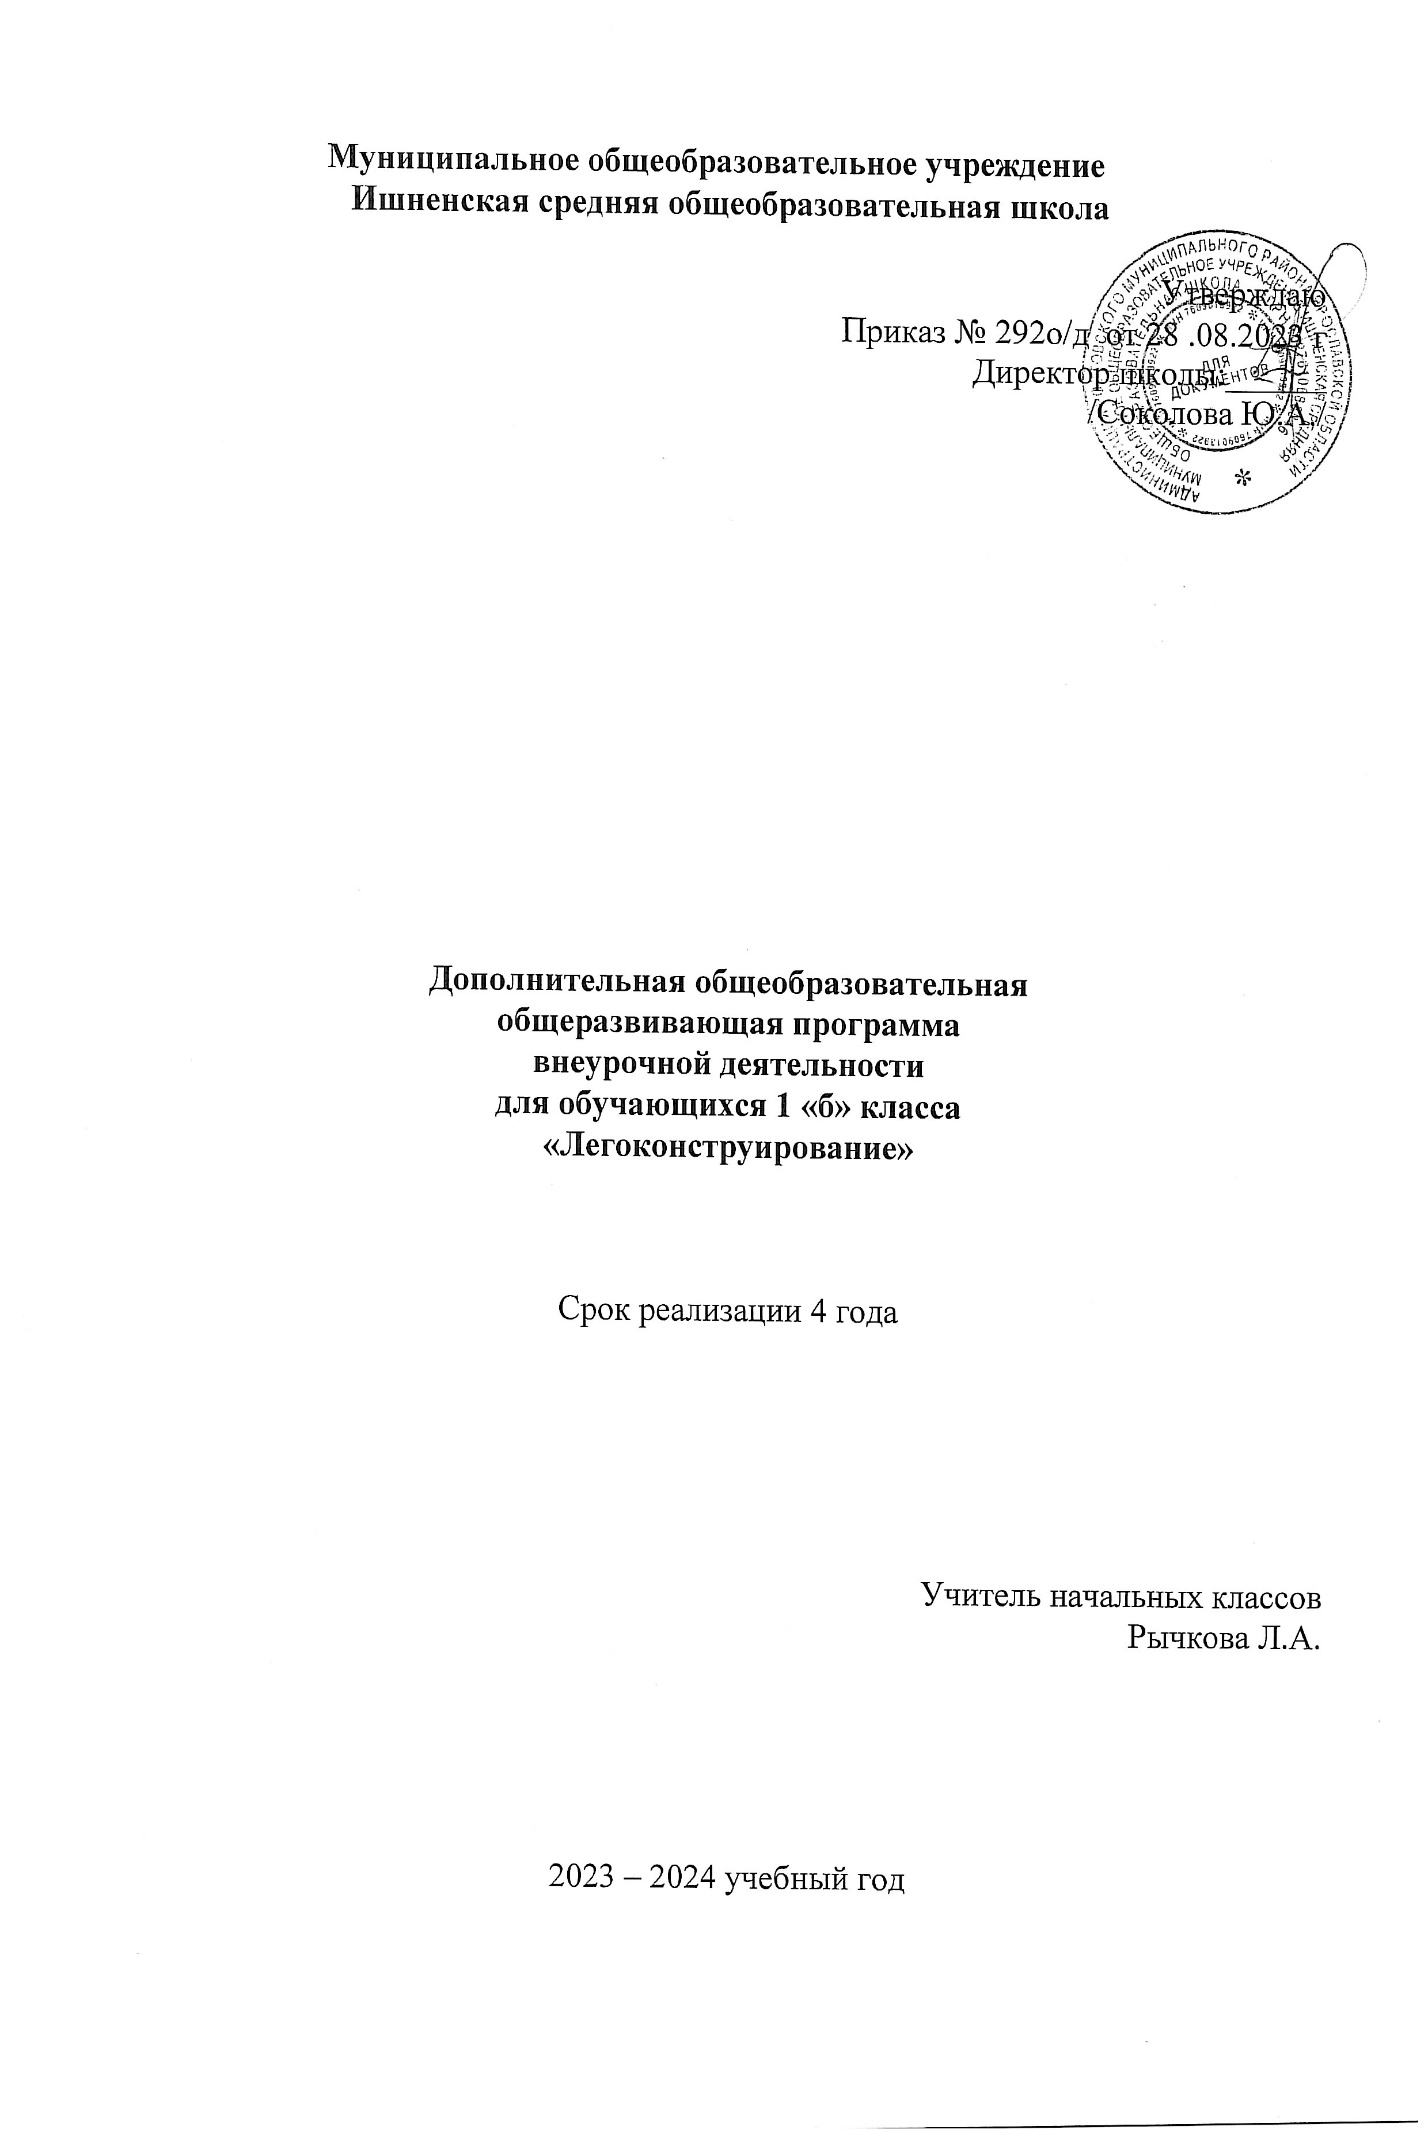 Муниципальное общеобразовательное учреждение
Ишненская средняя общеобразовательная школа
Утверждаю
Приказ № 292о/д от 28 .08.2023 г
Директор школы:
/Соколова Ю.А./
ДЛЯ
ДОКУМЕНТОВ
Дополнительная общеобразовательная
общеразвивающая программа
внеурочной деятельности
для обучающихся 1 «б» класса
«Легоконструирование»
Срок реализации 4 года
Учитель начальных классов
Рычкова Л.А.
2023 – 2024 учебный год